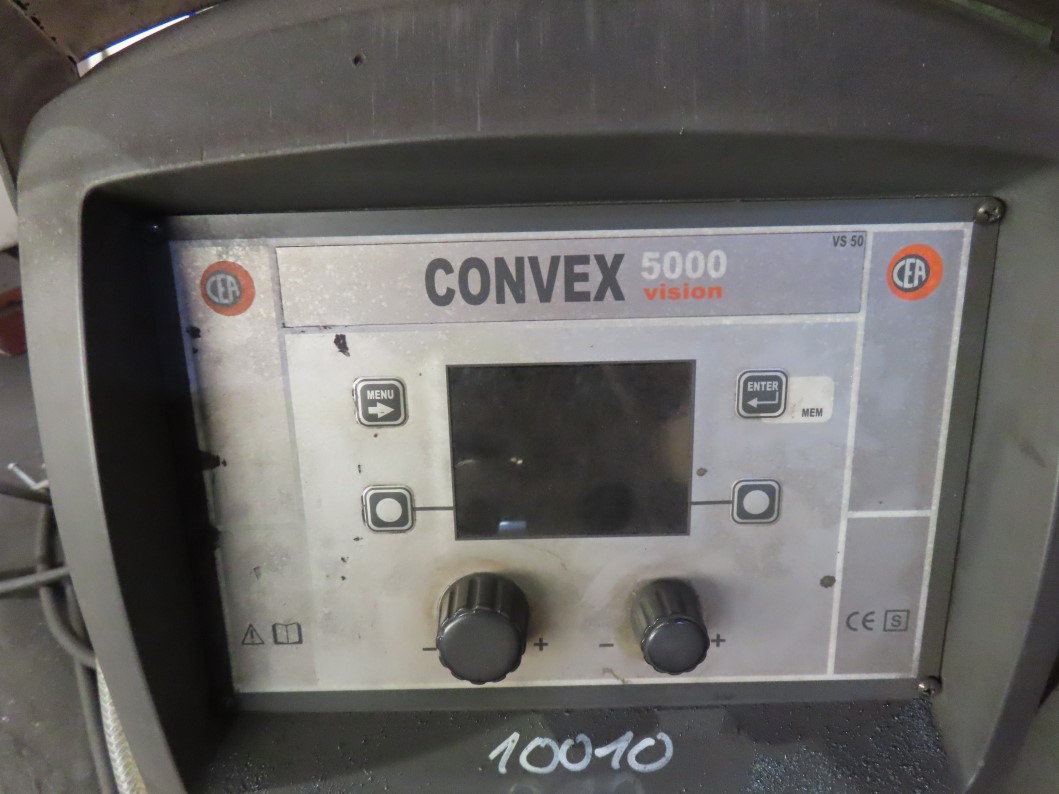 VS 50
CEA
CONVEX 5000
vision
CEA
MENU
ENTER
MEM
- +
- +
CE S
10010